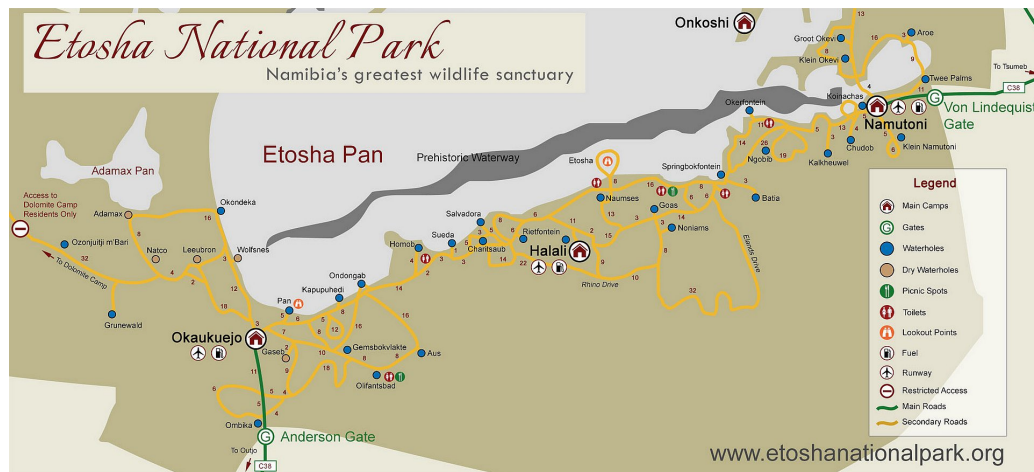 Etosha National Park
Namibia's greatest wildlife sanctuary
Onkoshi
Groot Okevi
Klein Okevi
Aroe
Twee Palms
To Tsumeb
C38
Von Lindequist
Gate
Koinachas
Namutoni
Klein Namutoni
Chudob
Kalkheuwel
Okerfontein
Ngobib
Springbokfontein
Batia
Etosha Pan
Prehistoric Waterway
Etosha
Naumses
Goas
Noniams
Elands Drive
Adamax Pan
Access to
Dolomite Camp
Residents Only
Adamax
Okondeka
Ozonjuitji m'Bari
Natco
Leeubron
Wolfsnes
To Dolomite Camp
Grunewald
Salvadora
Sueda
Homob
Charitsaub
Rietfontein
Halali
Rhino Drive
Ondongab
Kapupuhedi
Pan
Okaukuejo
Gaseb
Gemsbokvlakte
Aus
Olifantsbad
Ombika
Anderson Gate
To Outjo
C38
Legend
Main Camps
Gates
Waterholes
Dry Waterholes
Picnic Spots
Toilets
Lookout Points
Fuel
Runway
Restricted Access
Main Roads
Secondary Roads
www.etoshanationalpark.org